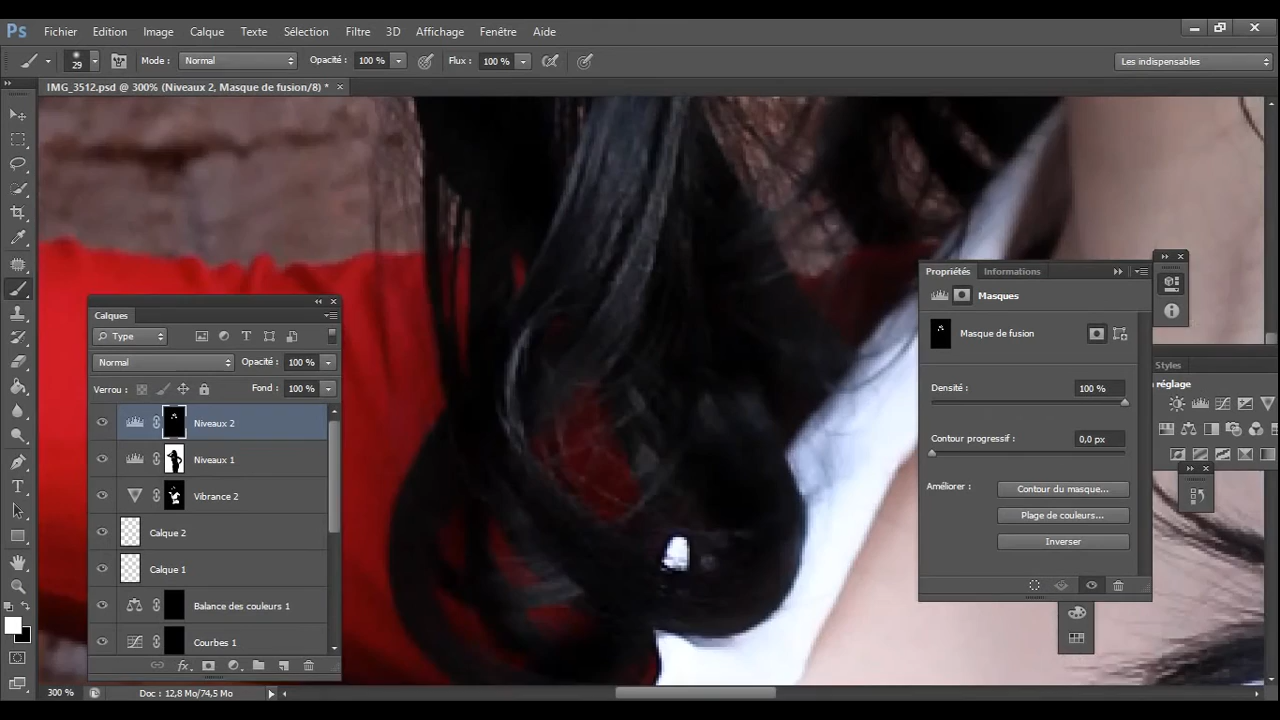 Ps Fichier Edition Image Calque Texte Sélection Filtre 3D Affichage Fenêtre Aide
29 Mode : Normal Opacité : 100 % Flux : 100 % Les indispensables
IMG_3512.psd @ 300% (Niveaux 2, Masque de fusion/8) * ×
Calques
Type
Normal Opacité : 100 %
Verrou : Fond : 100 %
Niveaux 2
Niveaux 1
Vibrance 2
Calque 2
Calque 1
Balance des couleurs 1
Courbes 1
fx
Propriétés Informations
Masques
Masque de fusion
Densité : 100 %
Contour progressif : 0,0 px
Améliorer : Contour du masque...
Plage de couleurs...
Inverser
Styles
réglage
300 % Doc : 12,8 Mo/74,5 Mo